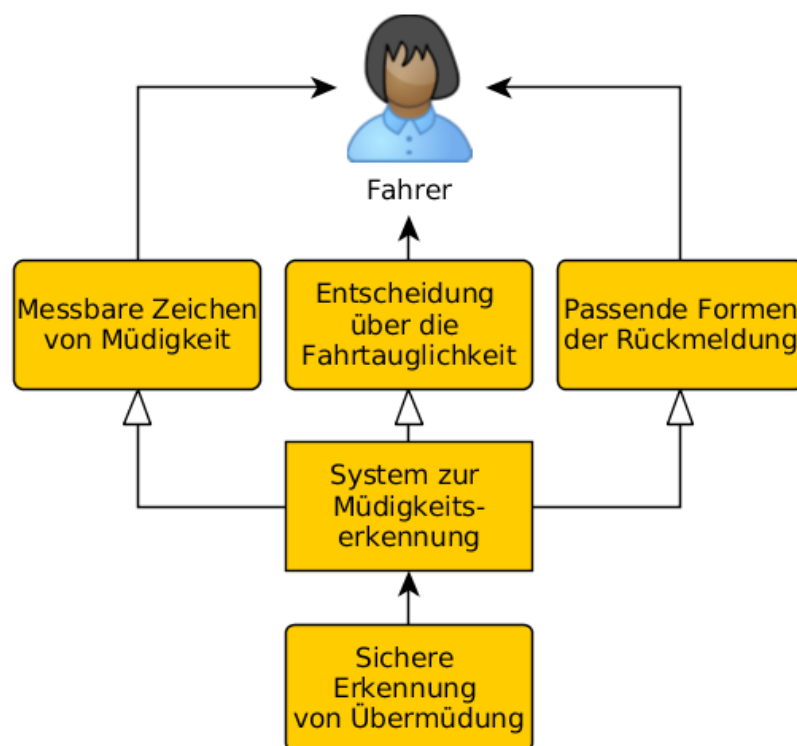 Fahrer
Messbare Zeichen
von Müdigkeit
Entscheidung
über die
Fahrtauglichkeit
Passende Formen
der Rückmeldung
System zur
Müdigkeits-
erkennung
Sichere
Erkennung
von Übermüdung